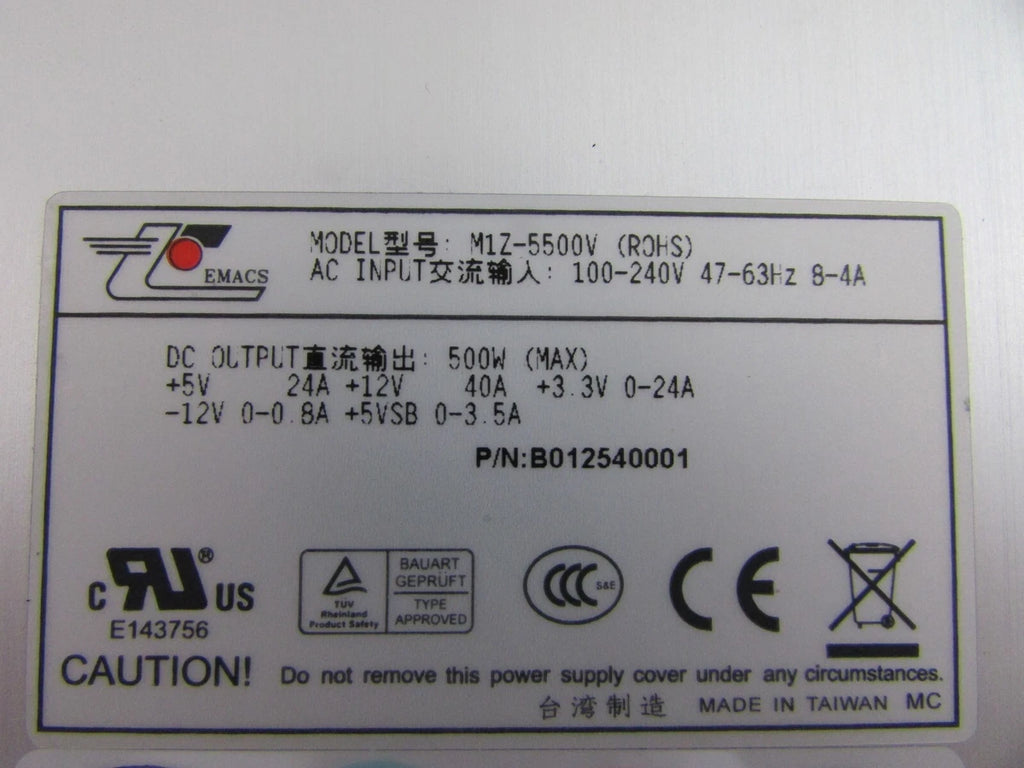 EMACS
MODEL型号: M1Z-5500V (ROHS)
AC INPUT交流输入: 100-240V 47-63Hz 8-4A
DC OUTPUT直流输出: 500W (MAX)
+5V 24A +12V 40A +3.3V 0-24A
-12V 0-0.8A +5VSB 0-3.5A
P/N:B012540001
C RU® US
E143756
TÜV
Rheinland
Product Safety
BAUART
GEPRÜFT
TYPE
APPROVED
CCC S&E
CE
CAUTION! Do not remove this power supply cover under any circumstances.
台湾制造 MADE IN TAIWAN MC